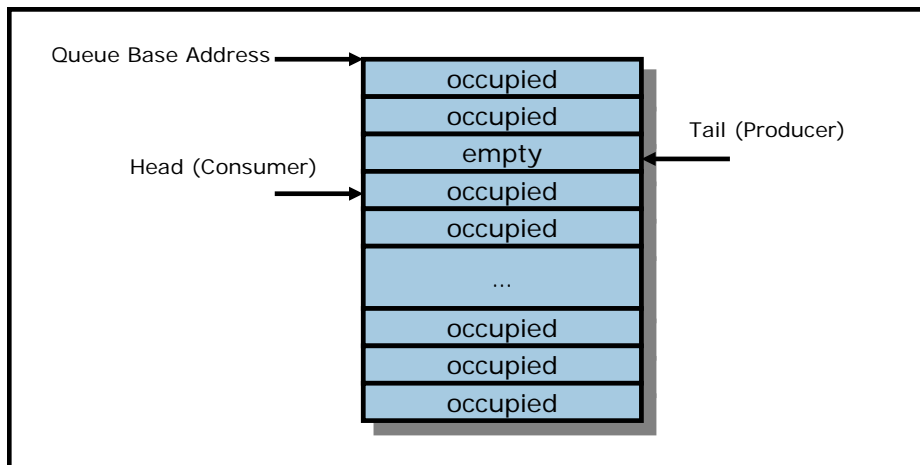 Queue Base Address
occupied
occupied
Tail (Producer)
empty
Head (Consumer)
occupied
occupied
...
occupied
occupied
occupied